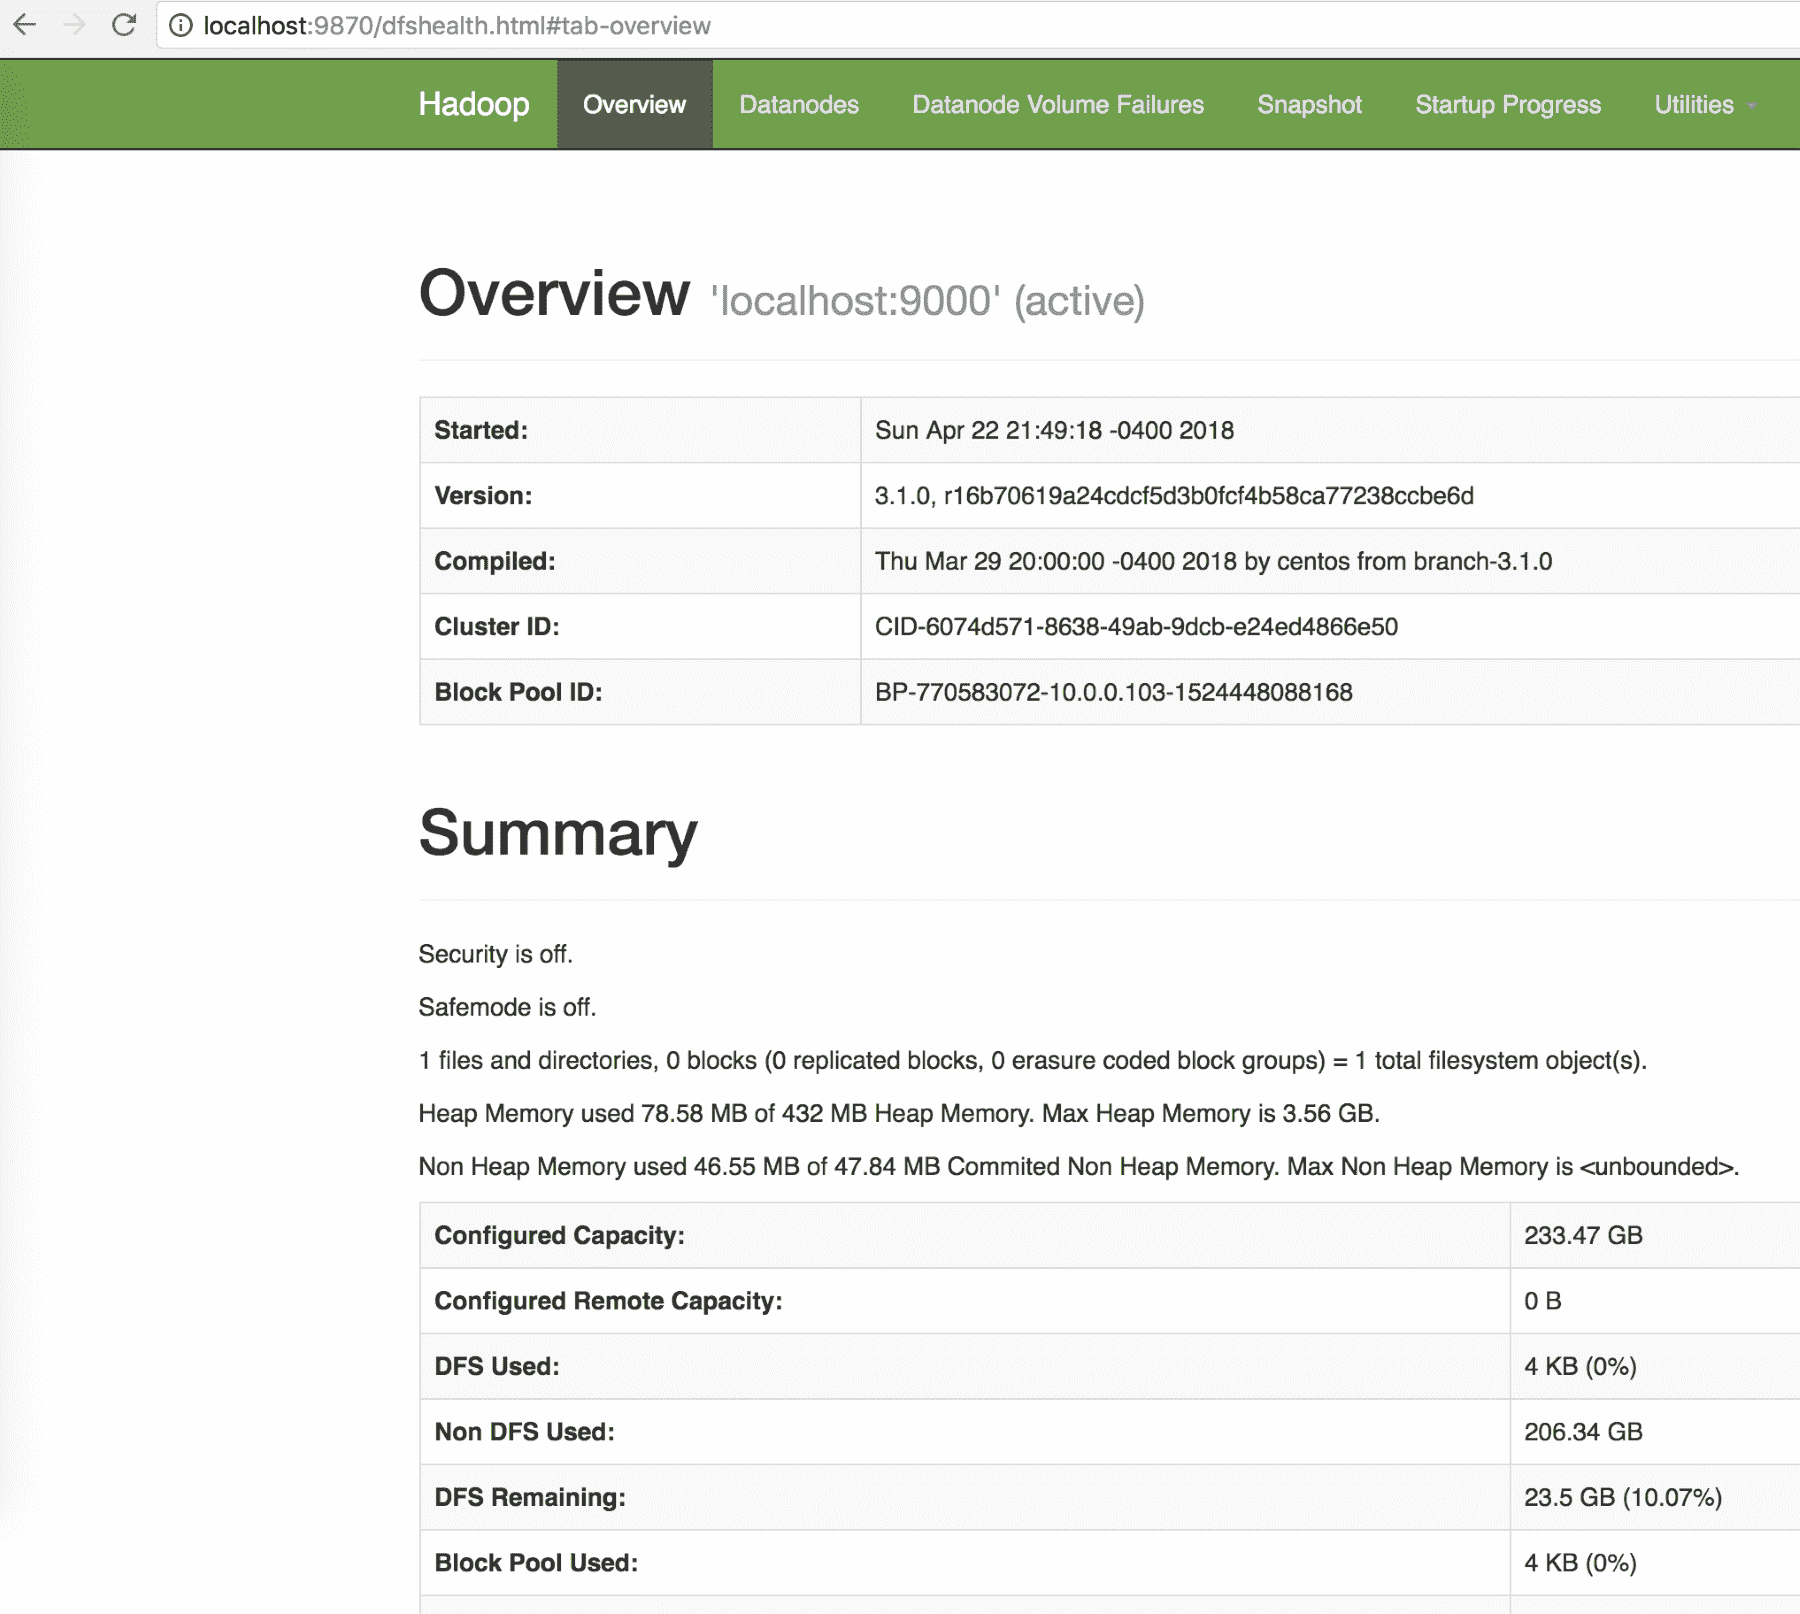 localhost:9870/dfshealth.html#tab-overview
Hadoop Overview Datanodes Datanode Volume Failures Snapshot Startup Progress Utilities
Overview 'localhost:9000' (active)
Started: Sun Apr 22 21:49:18 -0400 2018
Version: 3.1.0, r16b70619a24cdcf5d3b0fcf4b58ca77238ccbe6d
Compiled: Thu Mar 29 20:00:00 -0400 2018 by centos from branch-3.1.0
Cluster ID: CID-6074d571-8638-49ab-9dcb-e24ed4866e50
Block Pool ID: BP-770583072-10.0.0.103-1524448088168
Summary
Security is off.
Safemode is off.
1 files and directories, 0 blocks (0 replicated blocks, 0 erasure coded block groups) = 1 total filesystem object(s).
Heap Memory used 78.58 MB of 432 MB Heap Memory. Max Heap Memory is 3.56 GB.
Non Heap Memory used 46.55 MB of 47.84 MB Commited Non Heap Memory. Max Non Heap Memory is <unbounded>.
Configured Capacity: 233.47 GB
Configured Remote Capacity: 0 B
DFS Used: 4 KB (0%)
Non DFS Used: 206.34 GB
DFS Remaining: 23.5 GB (10.07%)
Block Pool Used: 4 KB (0%)